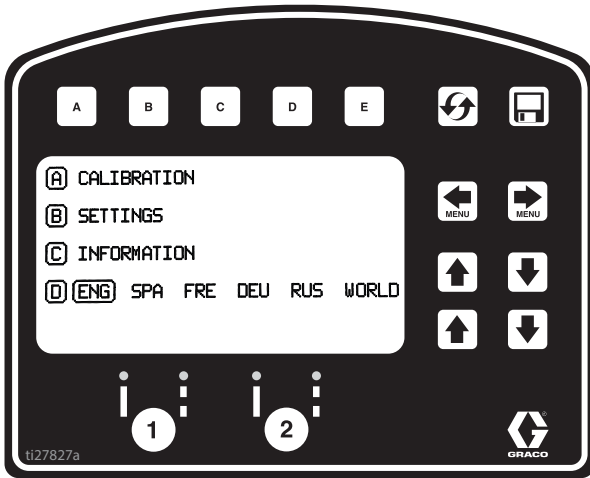 A B C D E
A CALIBRATION
B SETTINGS
C INFORMATION
D ENG SPA FRE DEU RUS WORLD
MENU MENU
1 2
ti27827a
GRACO